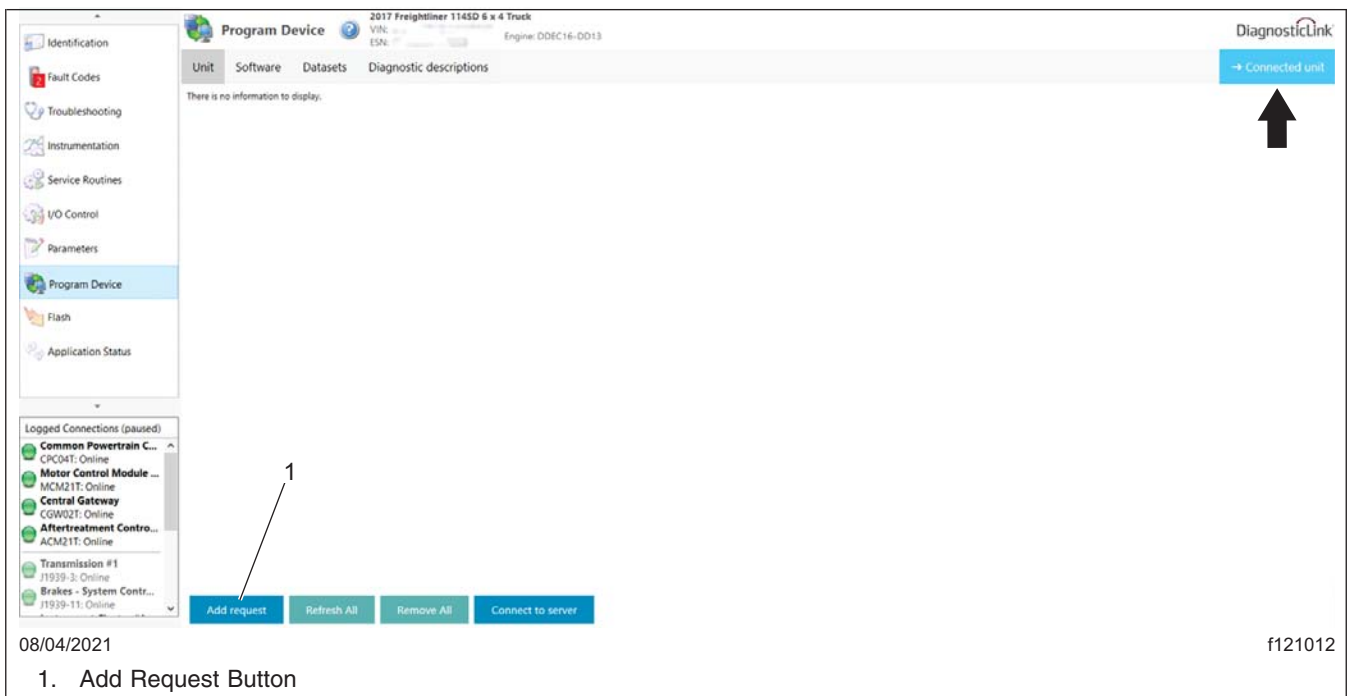 2017 Freightliner 114SD 6 x 4 Truck
Program Device
VIN:
ESN:
Engine: DDEC16-DD13
DiagnosticLink
Unit Software Datasets Diagnostic descriptions
→ Connected unit
There is no information to display.
Identification
2 Fault Codes
Troubleshooting
Instrumentation
Service Routines
I/O Control
Parameters
Program Device
Flash
Application Status
Logged Connections (paused)
Common Powertrain C...
CPC04T: Online
Motor Control Module ...
MCM21T: Online
Central Gateway
CGW02T: Online
Aftertreatment Contro...
ACM21T: Online
Transmission #1
J1939-3: Online
Brakes - System Contr...
J1939-11: Online
1
Add request Refresh All Remove All Connect to server
08/04/2021 f121012
1. Add Request Button